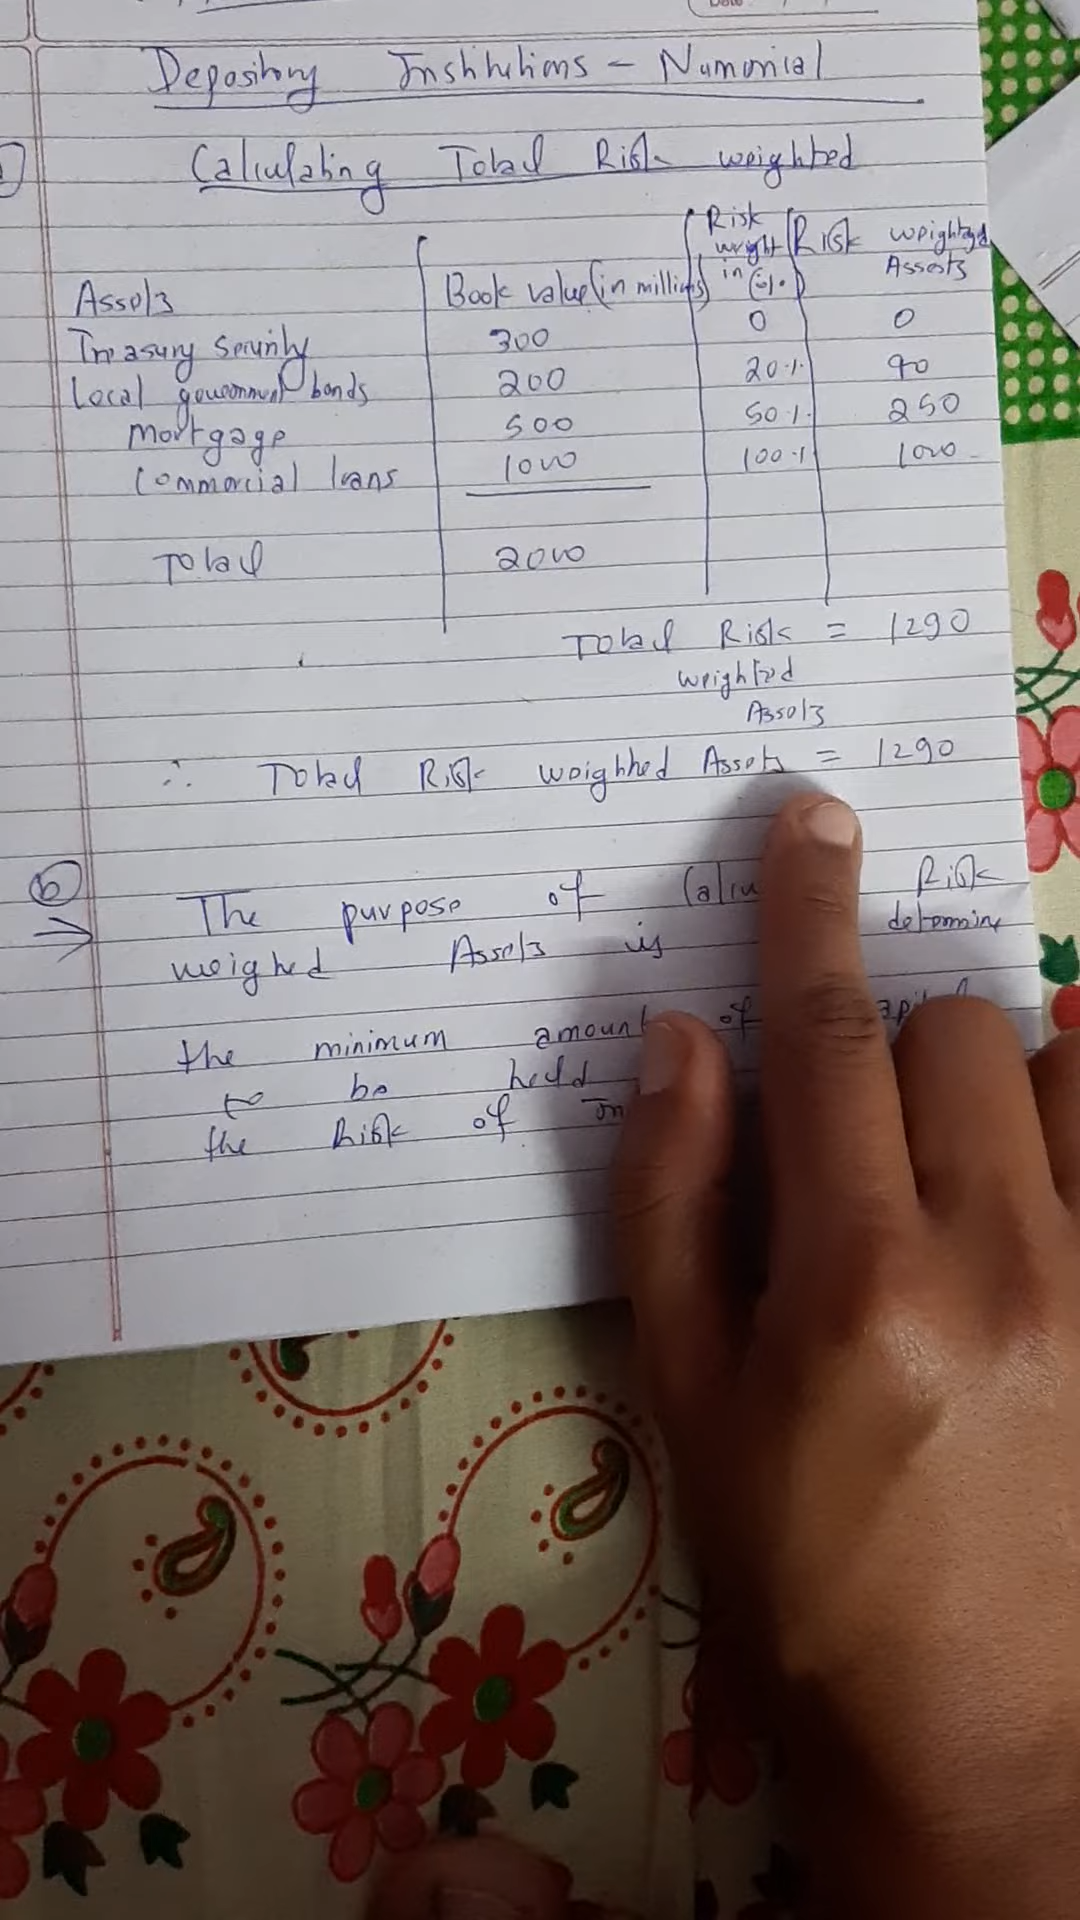 Date
Depository Institutions - Numerical
Calculating Total Risk weighted
Assets | Book value (in millions) | Risk weight in (%) | Risk weighted Assets
Treasury Security 300 0 0
Local government bonds 200 20% 40
Mortgage 500 50% 250
Commercial loans 1000 100% 1000
Total 2000
Total Risk = 1290
weighted
Assets
∴ Total Risk weighted Assets = 1290
(b) The purpose of Risk
⇒ weighed Assets is determine
the minimum amount of
to be held
the Risk of